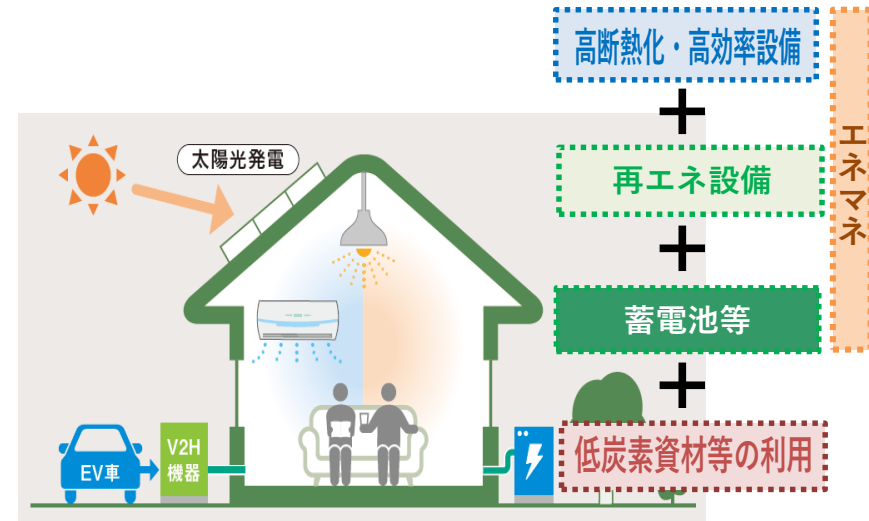 高断熱化・高効率設備
+
再エネ設備
+
蓄電池等
+
低炭素資材等の利用
エネマネ
太陽光発電
EV車
V2H
機器